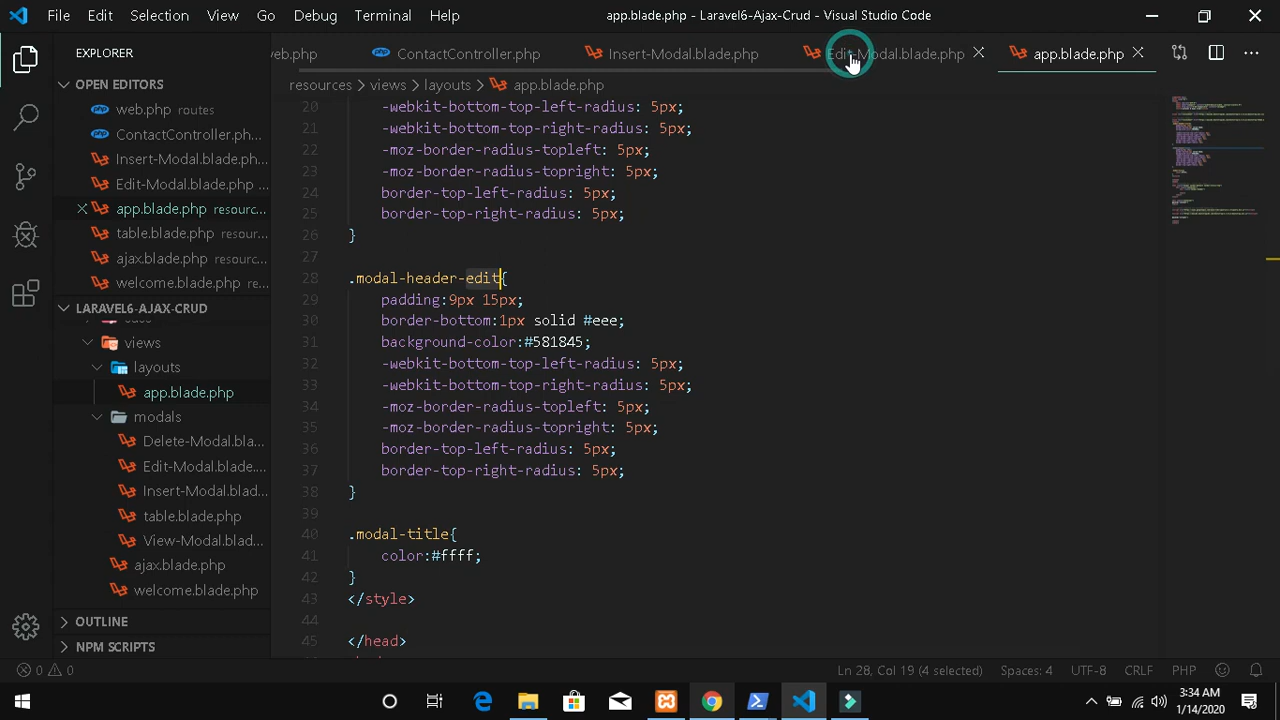 File Edit Selection View Go Debug Terminal app.blade.php - Laravel6-Ajax-Crud - Visual Studio Code
EXPLORER
OPEN EDITORS
web.php routes
ContactController.ph...
Insert-Modal.blade.php
Edit-Modal.blade.php ...
app.blade.php resourc...
table.blade.php resour...
ajax.blade.php resour...
welcome.blade.php re...
LARAVEL6-AJAX-CRUD
views
layouts
app.blade.php
modals
Delete-Modal.bla...
Edit-Modal.blade....
Insert-Modal.blad...
table.blade.php
View-Modal.blad...
ajax.blade.php
welcome.blade.php
OUTLINE
NPM SCRIPTS
eb.php ContactController.php Insert-Modal.blade.php Edit-Modal.blade.php app.blade.php
resources > views > layouts > app.blade.php
20 -webkit-bottom-top-left-radius: 5px;
21 -webkit-bottom-top-right-radius: 5px;
22 -moz-border-radius-topleft: 5px;
23 -moz-border-radius-topright: 5px;
24 border-top-left-radius: 5px;
25 border-top-right-radius: 5px;
26 }
27
28 .modal-header-edit{
29 padding:9px 15px;
30 border-bottom:1px solid #eee;
31 background-color:#581845;
32 -webkit-bottom-top-left-radius: 5px;
33 -webkit-bottom-top-right-radius: 5px;
34 -moz-border-radius-topleft: 5px;
35 -moz-border-radius-topright: 5px;
36 border-top-left-radius: 5px;
37 border-top-right-radius: 5px;
38 }
39
40 .modal-title{
41 color:#ffff;
42 }
43 </style>
44
45 </head>
0 0 Ln 28, Col 19 (4 selected) Spaces: 4 UTF-8 CRLF PHP
3:34 AM
1/14/2020